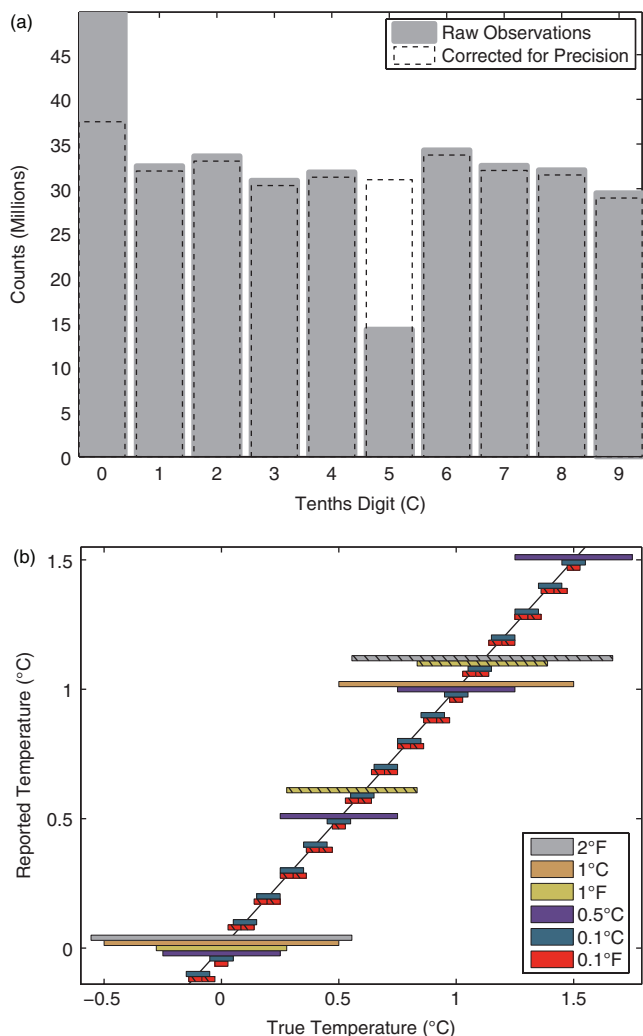 (a)
Raw Observations
Corrected for Precision
45
40
35
30
25
20
15
10
5
0
Counts (Millions)
0 1 2 3 4 5 6 7 8 9
Tenths Digit (C)
(b)
1.5
1
0.5
0
Reported Temperature (°C)
2°F
1°C
1°F
0.5°C
0.1°C
0.1°F
−0.5 0 0.5 1 1.5
True Temperature (°C)